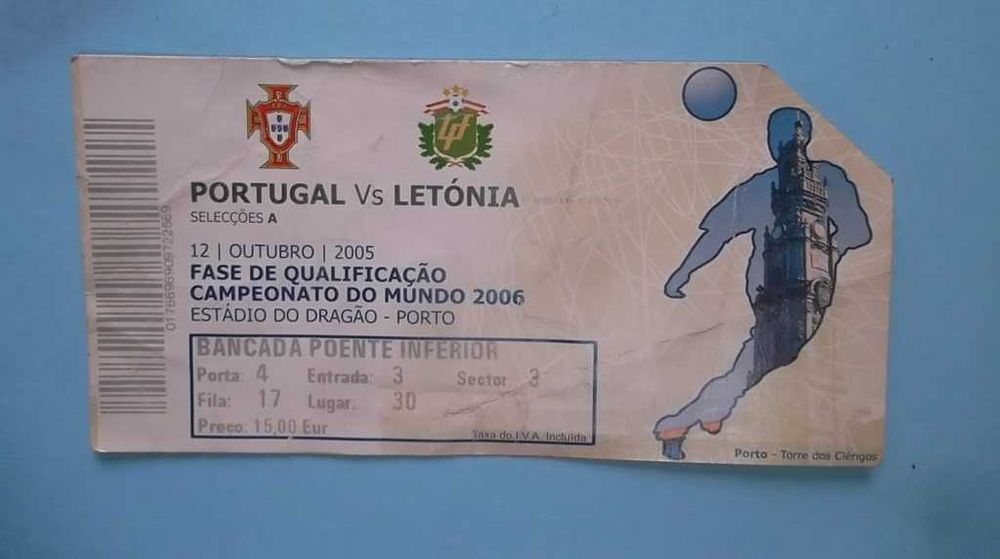 PORTUGAL Vs LETÓNIA
SELECÇÕES A
12 | OUTUBRO | 2005
FASE DE QUALIFICAÇÃO
CAMPEONATO DO MUNDO 2006
ESTÁDIO DO DRAGÃO - PORTO
BANCADA POENTE INFERIOR
Porta: 4 Entrada: 3 Sector 3
Fila: 17 Lugar. 30
Preço: 15,00 Eur
Taxa do I.V.A. Incluída
Porto - Torre dos Clérigos